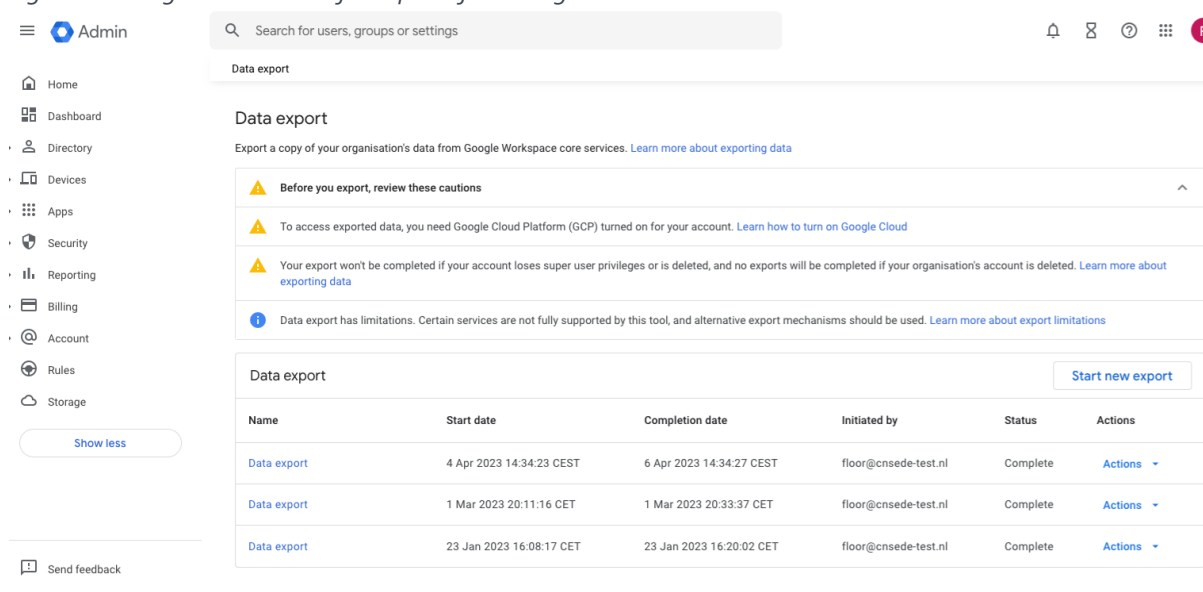 Admin
Search for users, groups or settings
Data export
Home
Dashboard
Directory
Devices
Apps
Security
Reporting
Billing
Account
Rules
Storage
Show less
Send feedback
Data export
Export a copy of your organisation's data from Google Workspace core services. Learn more about exporting data
Before you export, review these cautions
To access exported data, you need Google Cloud Platform (GCP) turned on for your account. Learn how to turn on Google Cloud
Your export won't be completed if your account loses super user privileges or is deleted, and no exports will be completed if your organisation's account is deleted. Learn more about
exporting data
Data export has limitations. Certain services are not fully supported by this tool, and alternative export mechanisms should be used. Learn more about export limitations
Data export Start new export
Name Start date Completion date Initiated by Status Actions
Data export 4 Apr 2023 14:34:23 CEST 6 Apr 2023 14:34:27 CEST floor@cnsede-test.nl Complete Actions
Data export 1 Mar 2023 20:11:16 CET 1 Mar 2023 20:33:37 CET floor@cnsede-test.nl Complete Actions
Data export 23 Jan 2023 16:08:17 CET 23 Jan 2023 16:20:02 CET floor@cnsede-test.nl Complete Actions